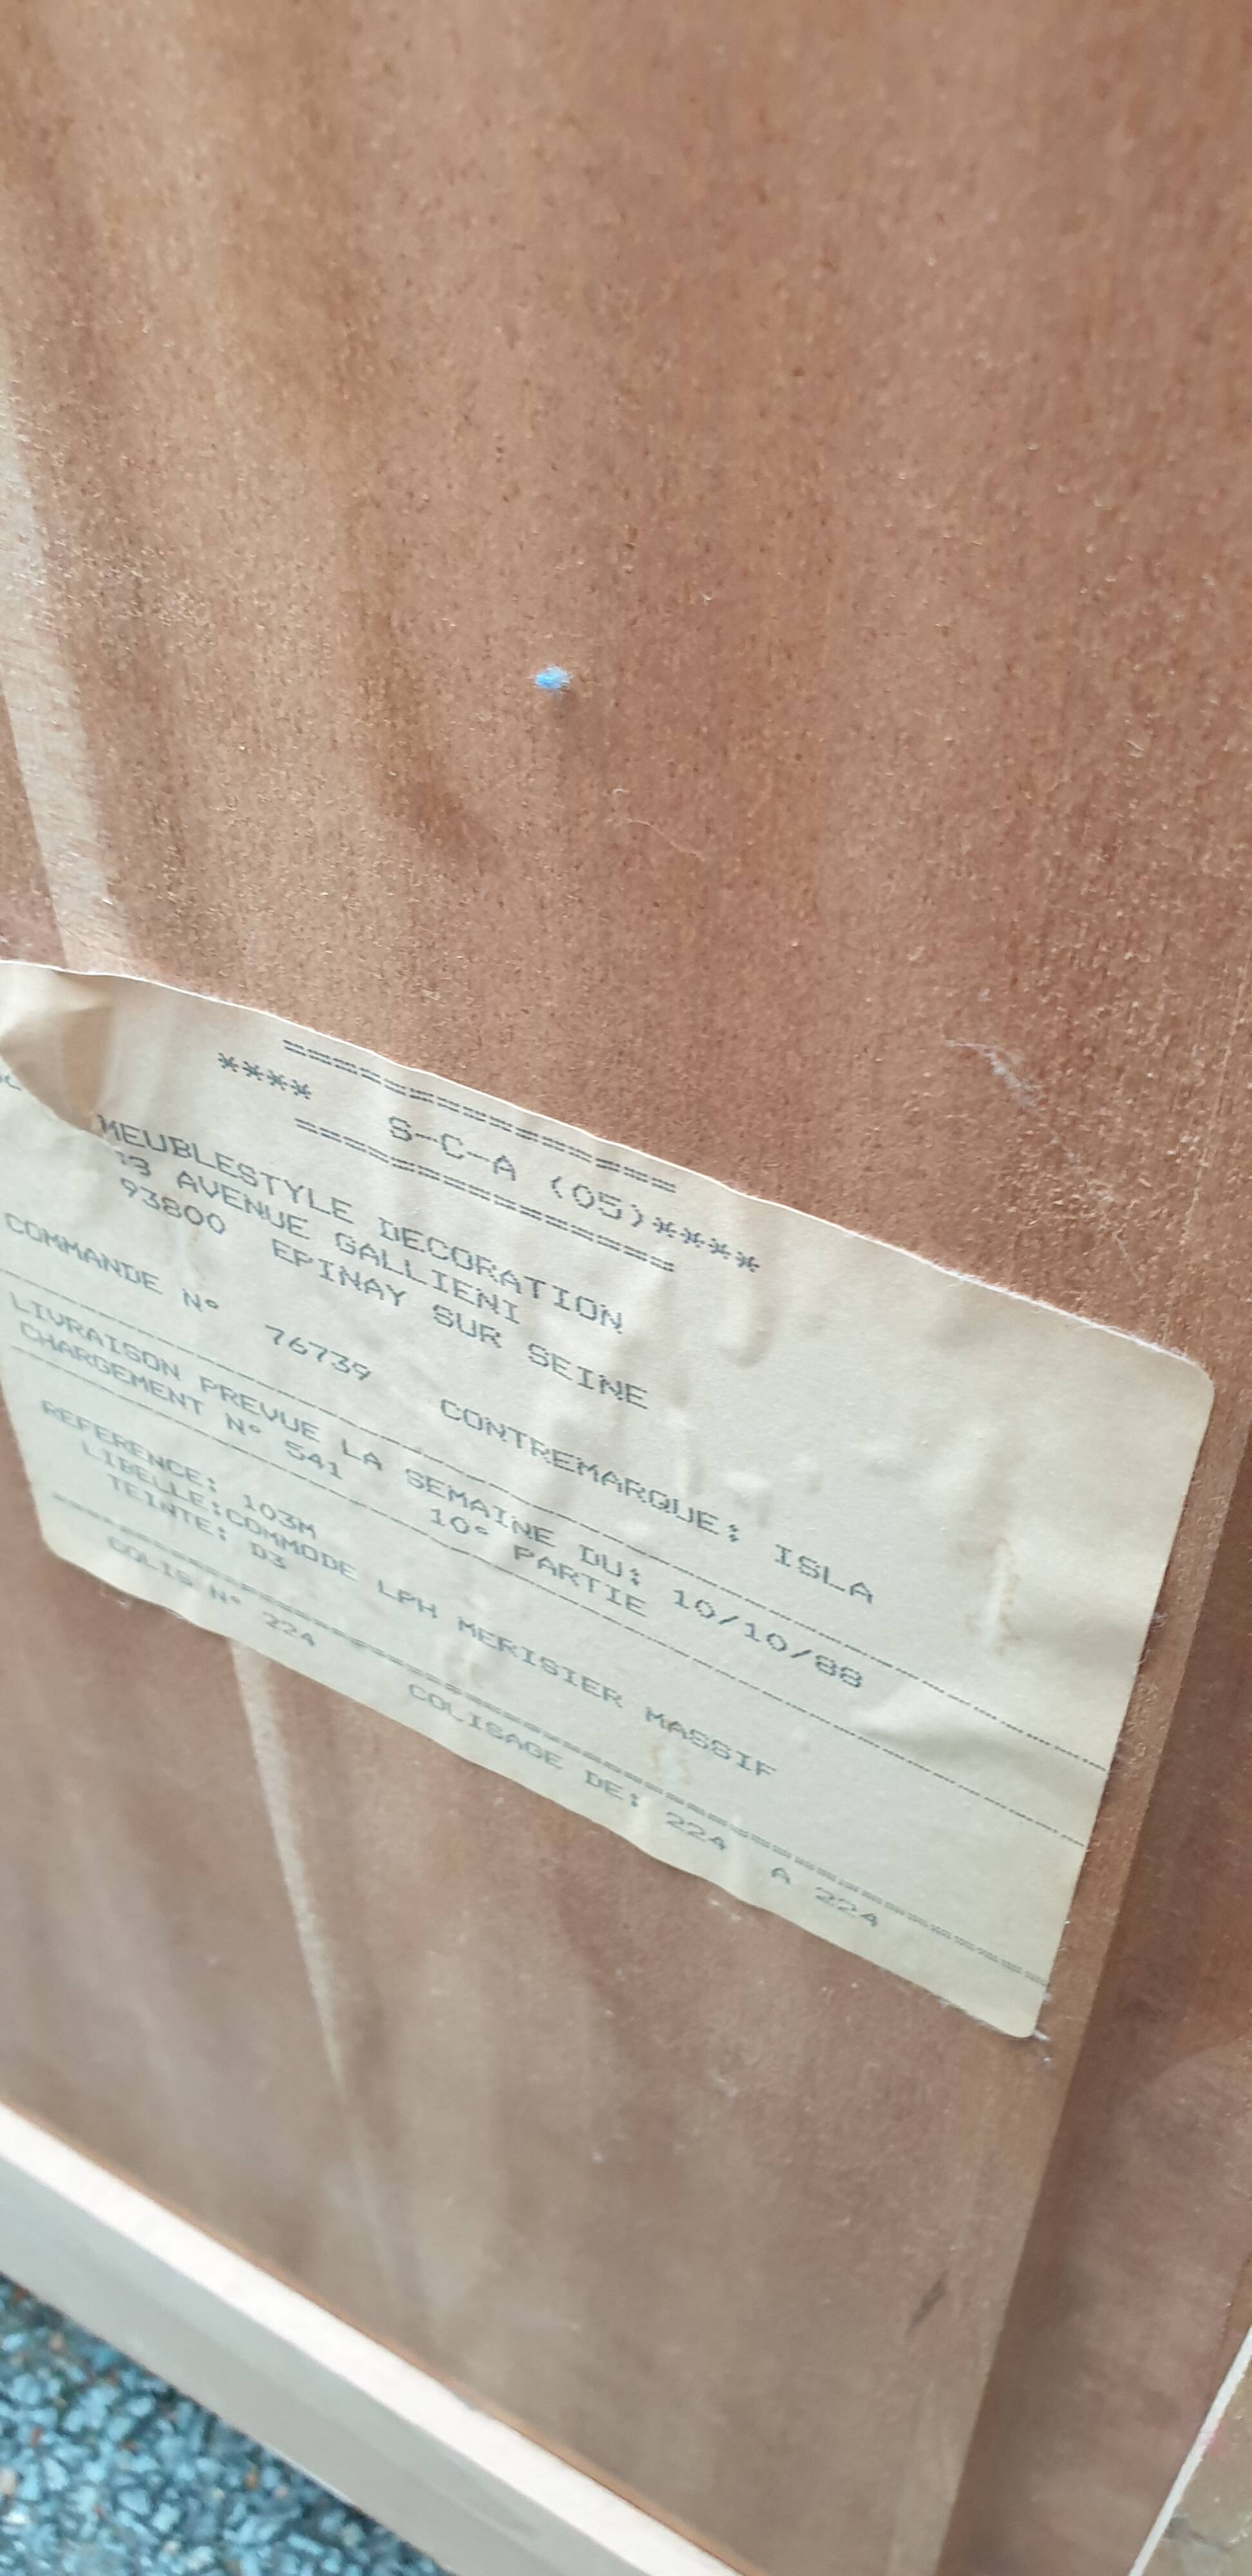 ====================
**** S-C-A (05)****
====================
MEUBLESTYLE DECORATION
AVENUE GALLIENI
93800 EPINAY SUR SEINE
COMMANDE N° 76739 CONTREMARQUE: ISLA
LIVRAISON PREVUE LA SEMAINE DU: 10/10/88
CHARGEMENT N° 541 10° PARTIE
REFERENCE: 103M
LIBELLE:COMMODE LPH MERISIER MASSIF
TEINTE: D3
COLIS N° 224 COLISAGE DE: 224 A 224